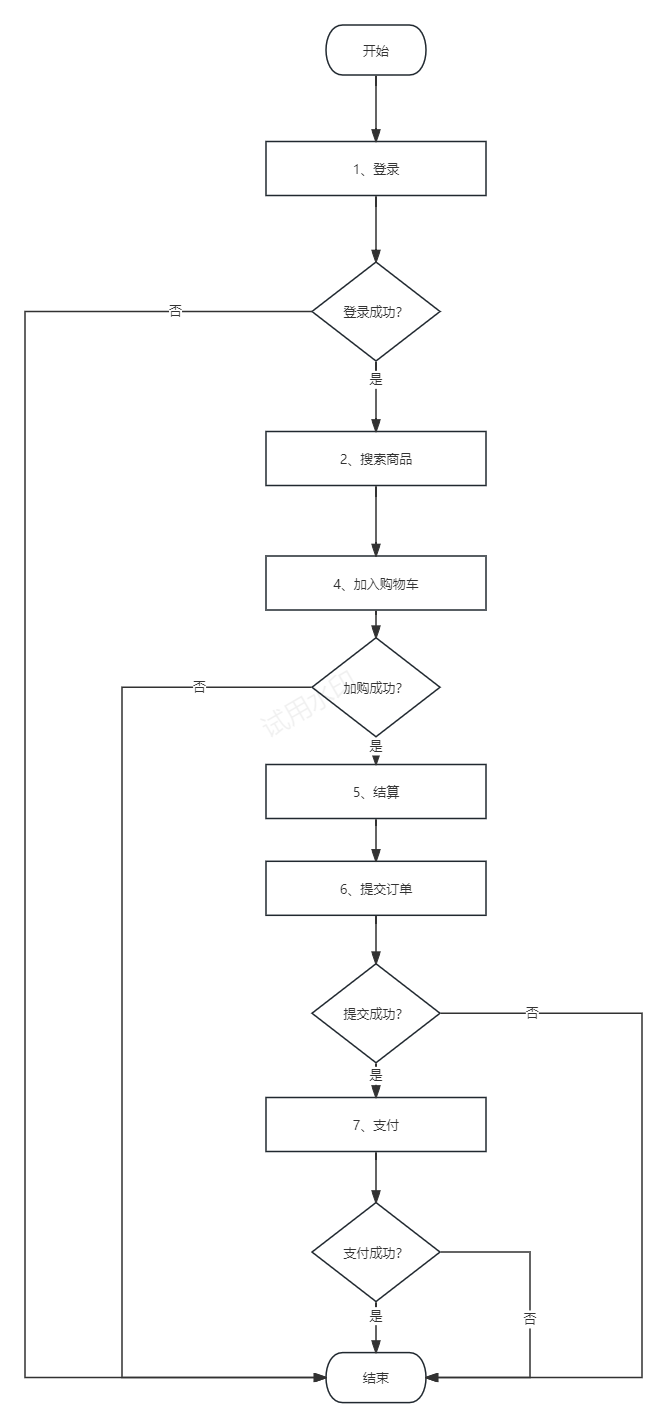 开始
1、登录
登录成功?
否
是
2、搜索商品
4、加入购物车
加购成功?
否
试用水印
是
5、结算
6、提交订单
提交成功?
否
是
7、支付
支付成功?
是
否
结束